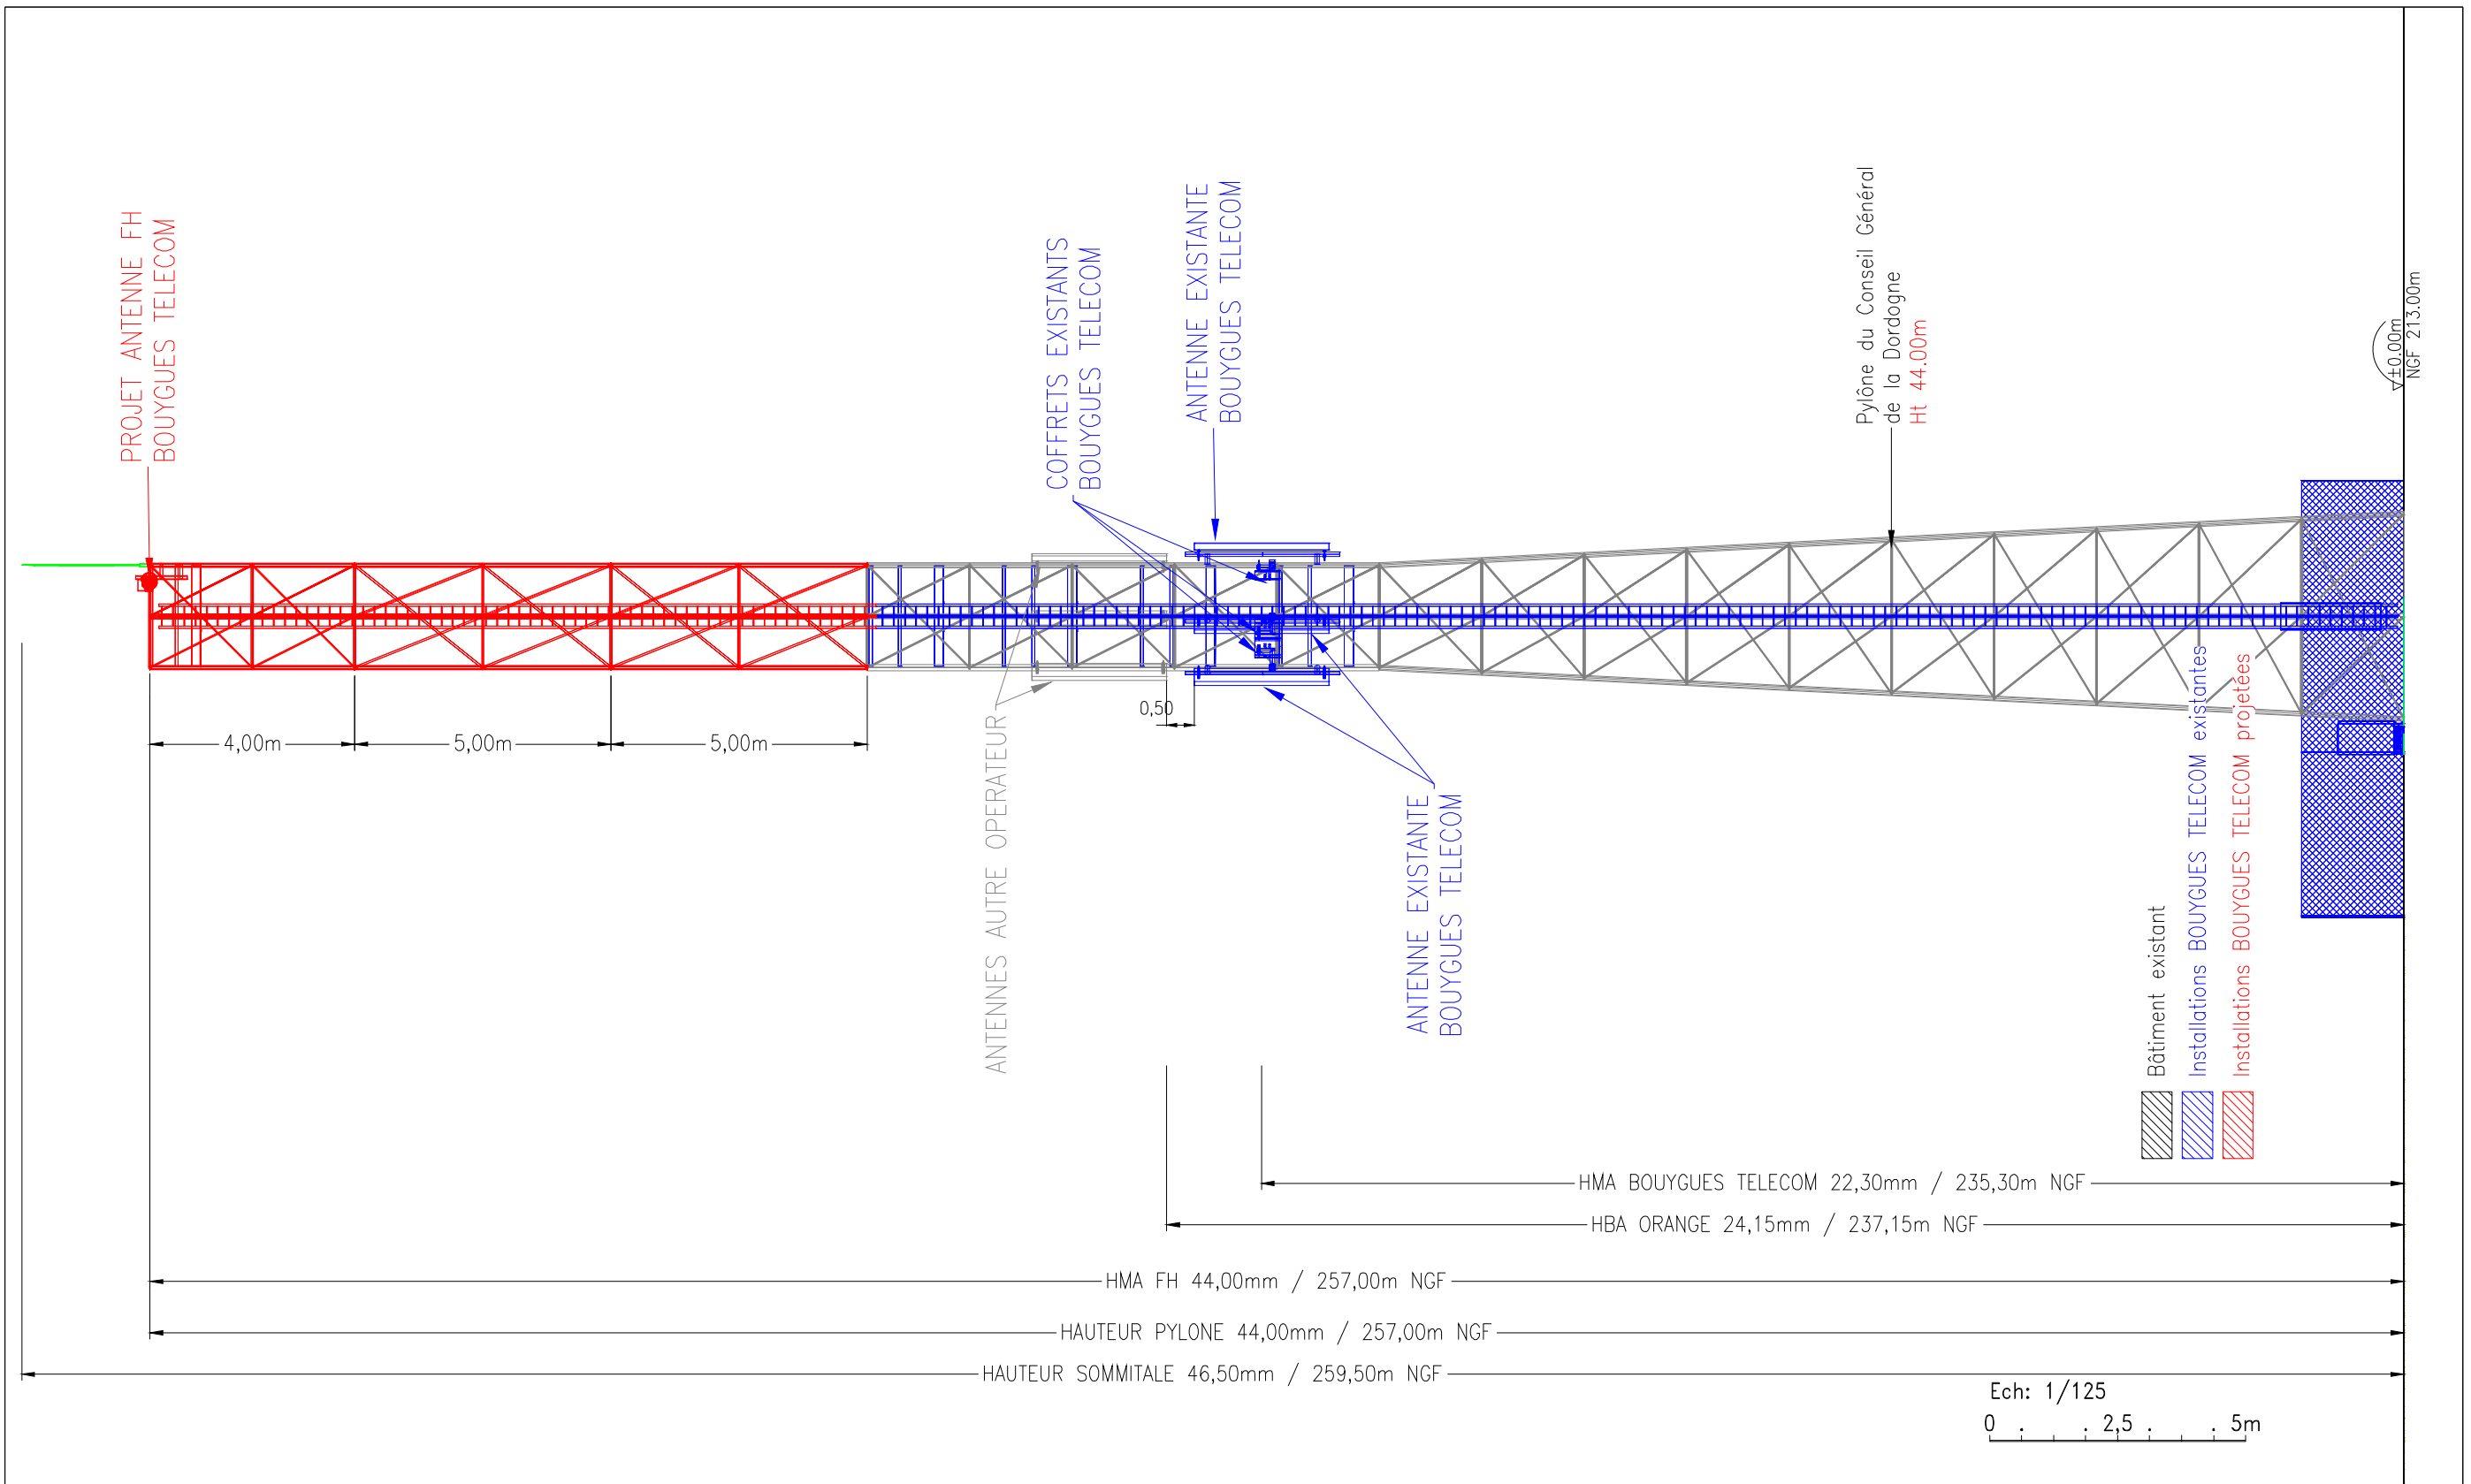 PROJET ANTENNE FH
BOUYGUES TELECOM
COFFRETS EXISTANTS
BOUYGUES TELECOM
ANTENNE EXISTANTE
BOUYGUES TELECOM
Pylône du Conseil Général
de la Dordogne
Ht 44.00m
±0.00m
NGF 213.00m
4,00m
5,00m
5,00m
0,50
ANTENNES AUTRE OPERATEUR
ANTENNE EXISTANTE
BOUYGUES TELECOM
Bâtiment existant
Installations BOUYGUES TELECOM existantes
Installations BOUYGUES TELECOM projetées
HMA BOUYGUES TELECOM 22,30mm / 235,30m NGF
HBA ORANGE 24,15mm / 237,15m NGF
HMA FH 44,00mm / 257,00m NGF
HAUTEUR PYLONE 44,00mm / 257,00m NGF
HAUTEUR SOMMITALE 46,50mm / 259,50m NGF
Ech: 1/125
0 . . 2,5 . . 5m